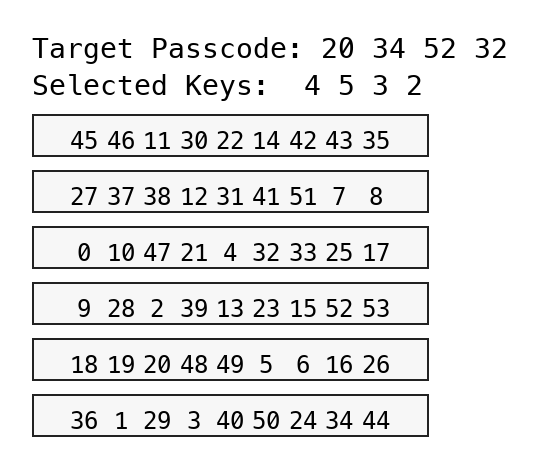 Target Passcode: 20 34 52 32
Selected Keys: 4 5 3 2
45 46 11 30 22 14 42 43 35
27 37 38 12 31 41 51 7 8
0 10 47 21 4 32 33 25 17
9 28 2 39 13 23 15 52 53
18 19 20 48 49 5 6 16 26
36 1 29 3 40 50 24 34 44